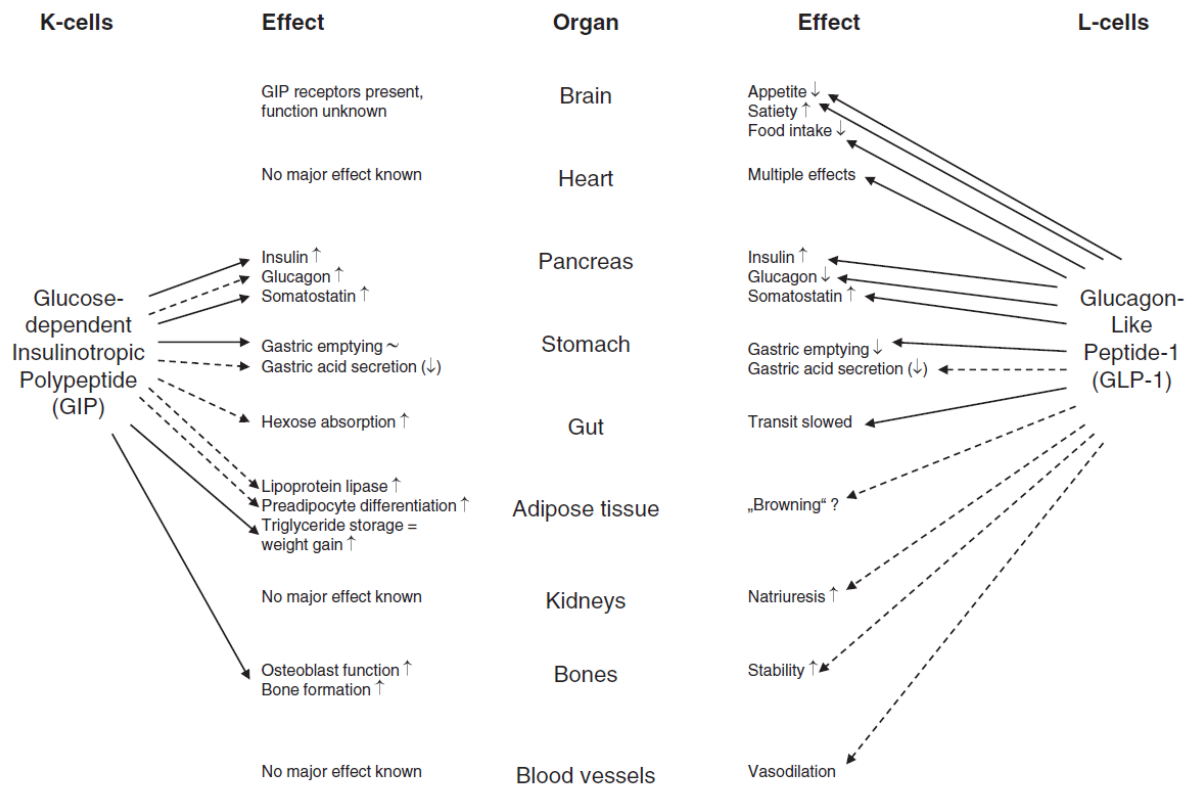 K-cells Effect Organ Effect L-cells
GIP receptors present,
function unknown
Brain
Appetite ↓
Satiety ↑
Food intake ↓
No major effect known
Heart
Multiple effects
Insulin ↑
Glucagon ↑
Somatostatin ↑
Pancreas
Insulin ↑
Glucagon ↓
Somatostatin ↑
Glucose-
dependent
Insulinotropic
Polypeptide
(GIP)
Glucagon-
Like
Peptide-1
(GLP-1)
Gastric emptying ~
Gastric acid secretion (↓)
Stomach
Gastric emptying ↓
Gastric acid secretion (↓)
Hexose absorption ↑
Gut
Transit slowed
Lipoprotein lipase ↑
Preadipocyte differentiation ↑
Triglyceride storage =
weight gain ↑
Adipose tissue
„Browning“ ?
No major effect known
Kidneys
Natriuresis ↑
Osteoblast function ↑
Bone formation ↑
Bones
Stability ↑
No major effect known
Blood vessels
Vasodilation